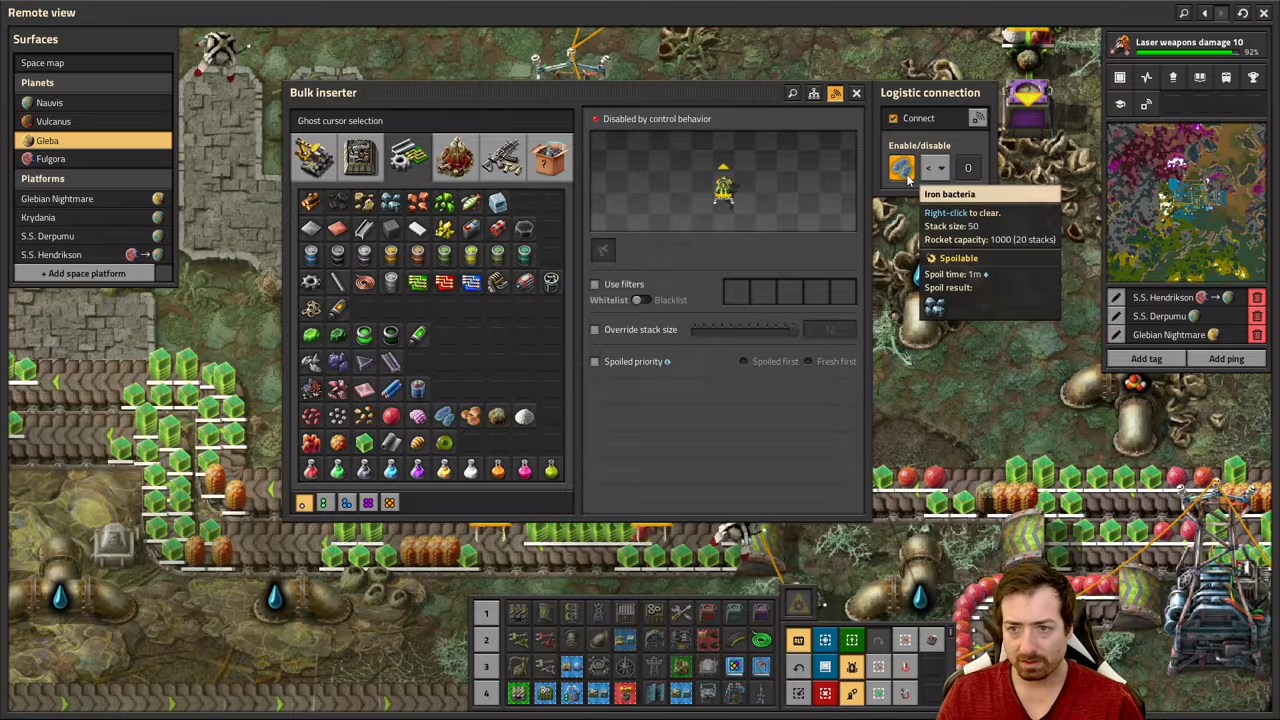 Remote view
Surfaces
Space map
Planets
Nauvis
Vulcanus
Gleba
Fulgora
Platforms
Glebian Nightmare
Krydania
S.S. Derpumu
S.S. Hendrikson
+ Add space platform
Bulk inserter
Ghost cursor selection
Disabled by control behavior
Use filters
Whitelist
Blacklist
Override stack size
12
Spoiled priority
Spoiled first
Fresh first
Logistic connection
Connect
Enable/disable
<
0
Iron bacteria
Right-click to clear.
Stack size: 50
Rocket capacity: 1000 (20 stacks)
Spoilable
Spoil time: 1m
Spoil result:
Laser weapons damage 10
92%
S.S. Hendrikson
S.S. Derpumu
Glebian Nightmare
Add tag
Add ping
1
2
3
4
ALT